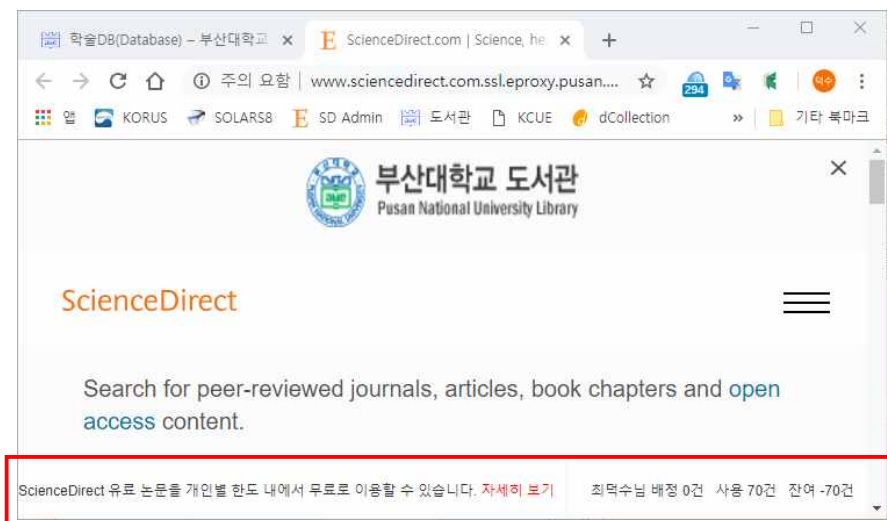 학술DB(Database) – 부산대학교
ScienceDirect.com | Science, he
주의 요함 | www.sciencedirect.com.ssl.eproxy.pusan....
294
덕수
앱 KORUS SOLARS8 SD Admin 도서관 KCUE dCollection » 기타 북마크
부산대학교 도서관
Pusan National University Library
ScienceDirect
Search for peer-reviewed journals, articles, book chapters and open
access content.
ScienceDirect 유료 논문을 개인별 한도 내에서 무료로 이용할 수 있습니다. 자세히 보기 최덕수님 배정 0건 사용 70건 잔여 -70건